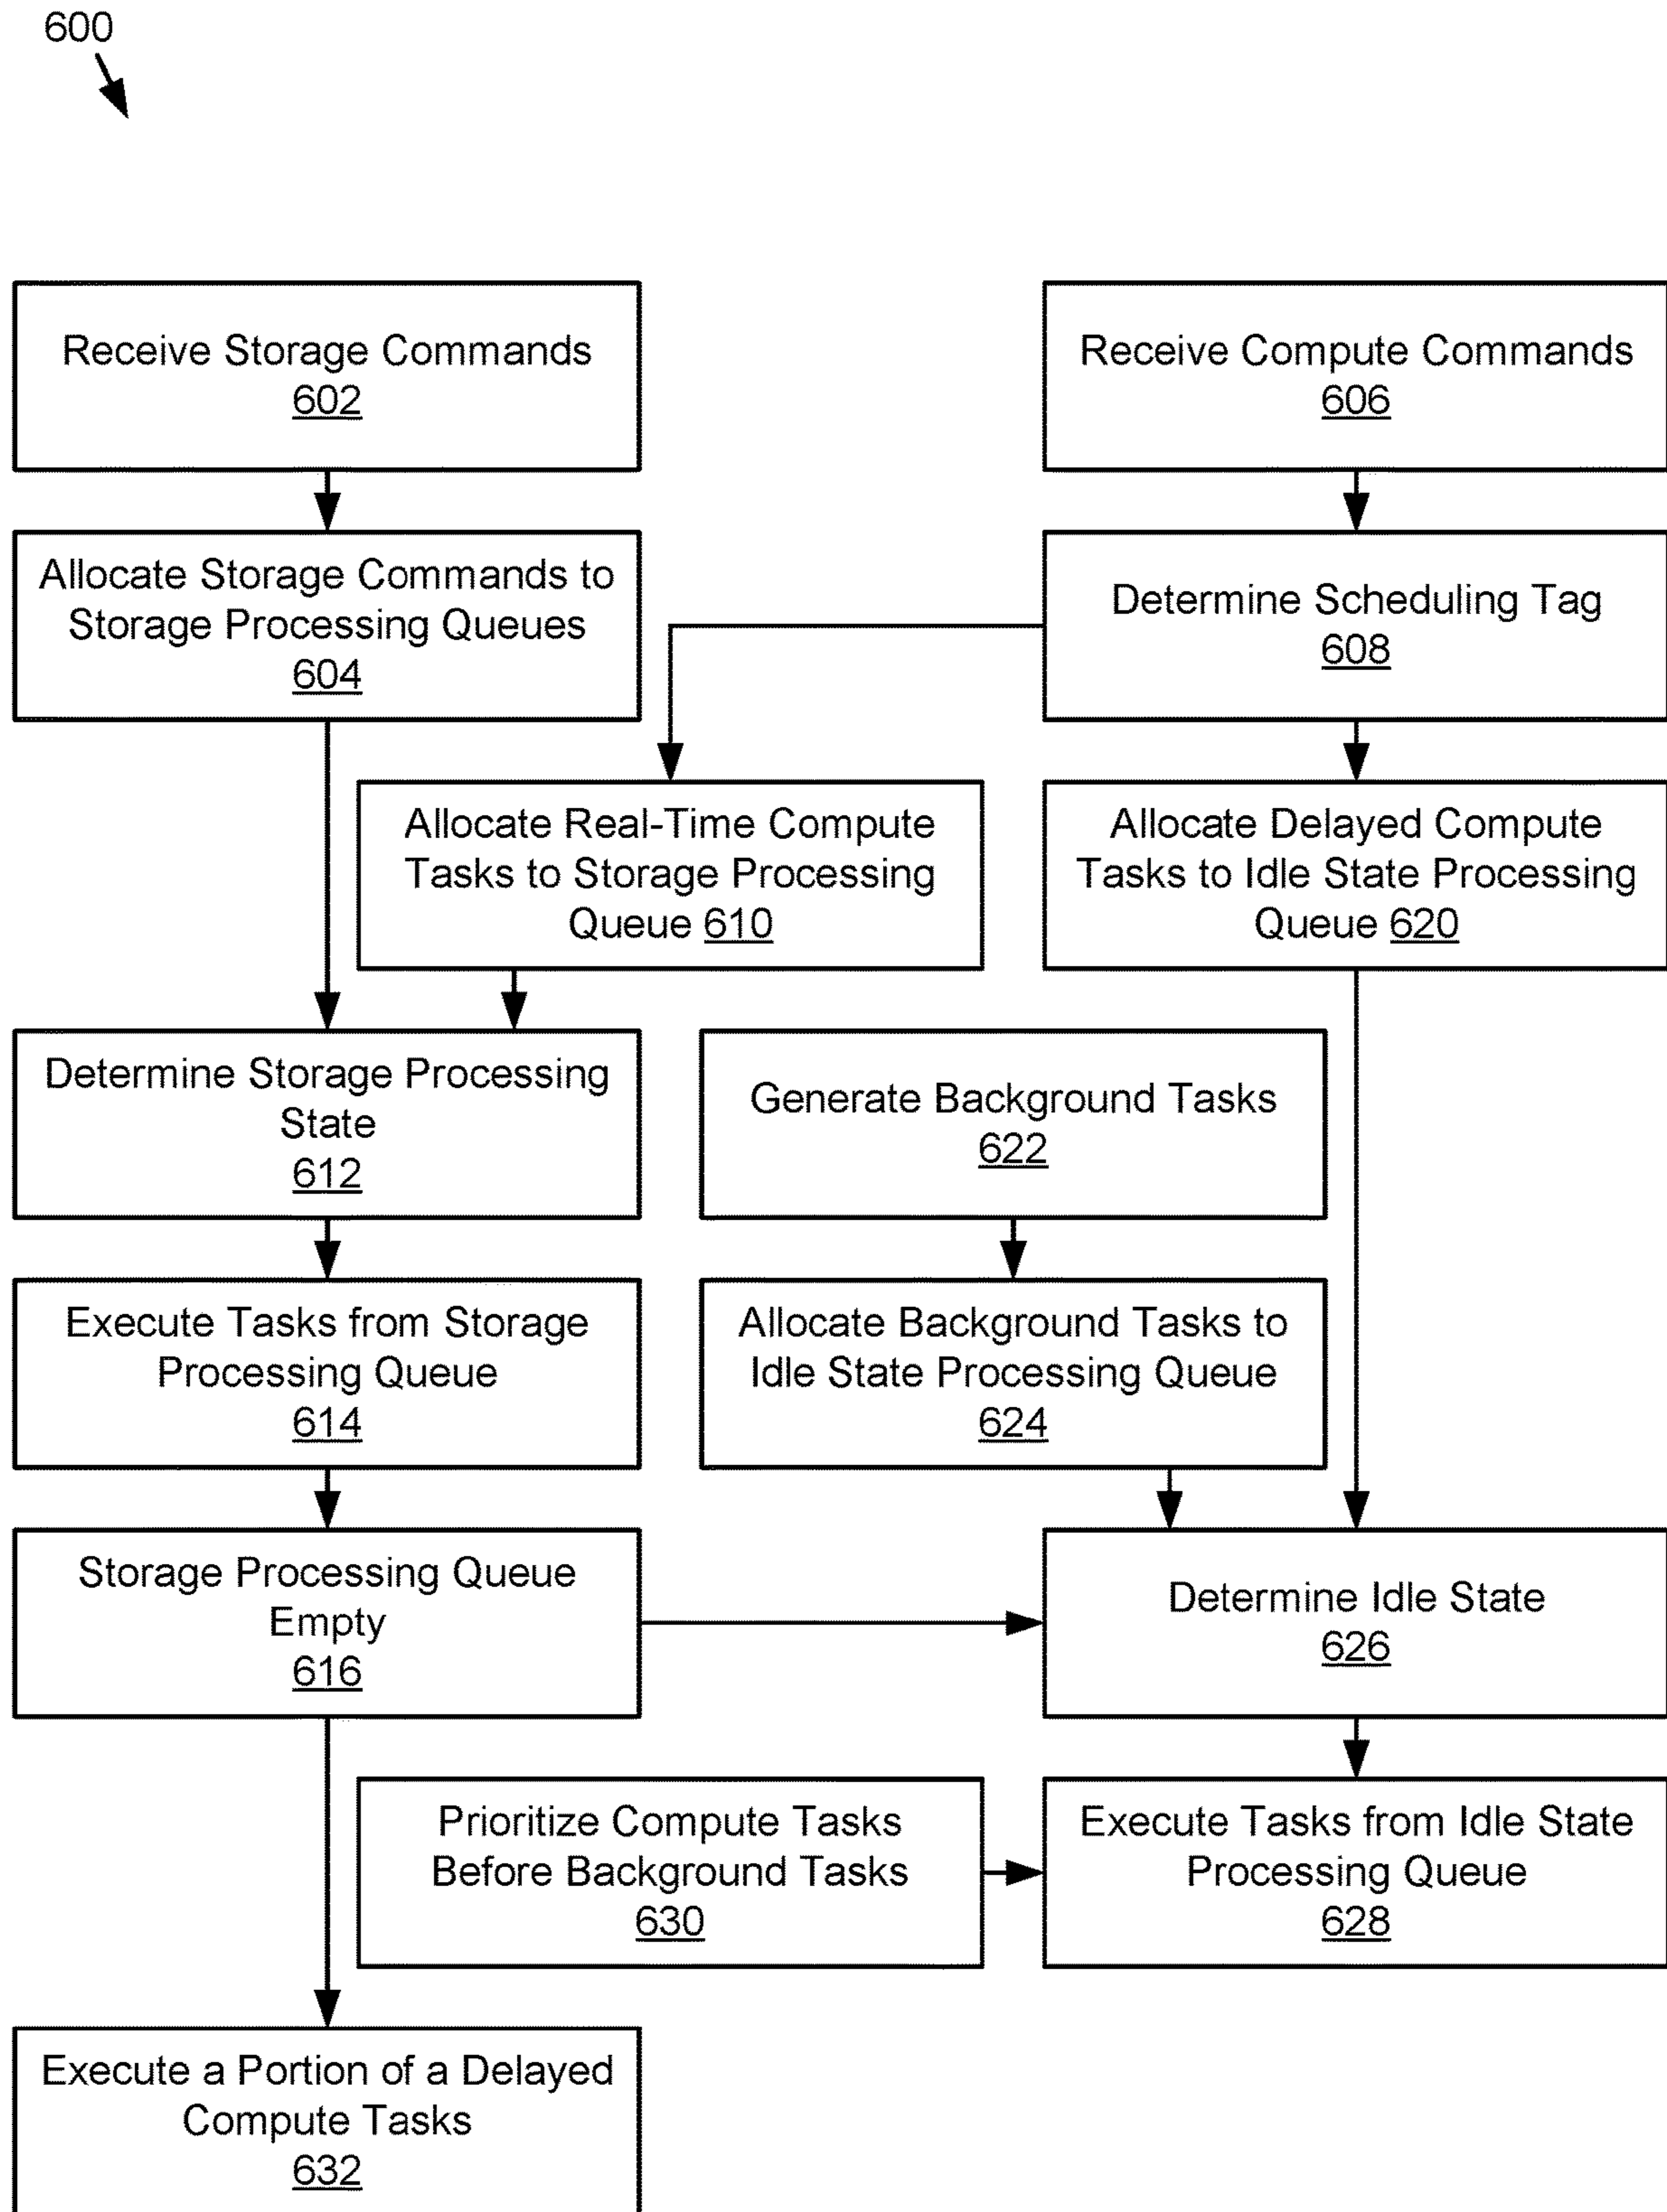 600
Receive Storage Commands
602
Receive Compute Commands
606
Allocate Storage Commands to
Storage Processing Queues
604
Determine Scheduling Tag
608
Allocate Real-Time Compute
Tasks to Storage Processing
Queue 610
Allocate Delayed Compute
Tasks to Idle State Processing
Queue 620
Determine Storage Processing
State
612
Generate Background Tasks
622
Execute Tasks from Storage
Processing Queue
614
Allocate Background Tasks to
Idle State Processing Queue
624
Storage Processing Queue
Empty
616
Determine Idle State
626
Prioritize Compute Tasks
Before Background Tasks
630
Execute Tasks from Idle State
Processing Queue
628
Execute a Portion of a Delayed
Compute Tasks
632